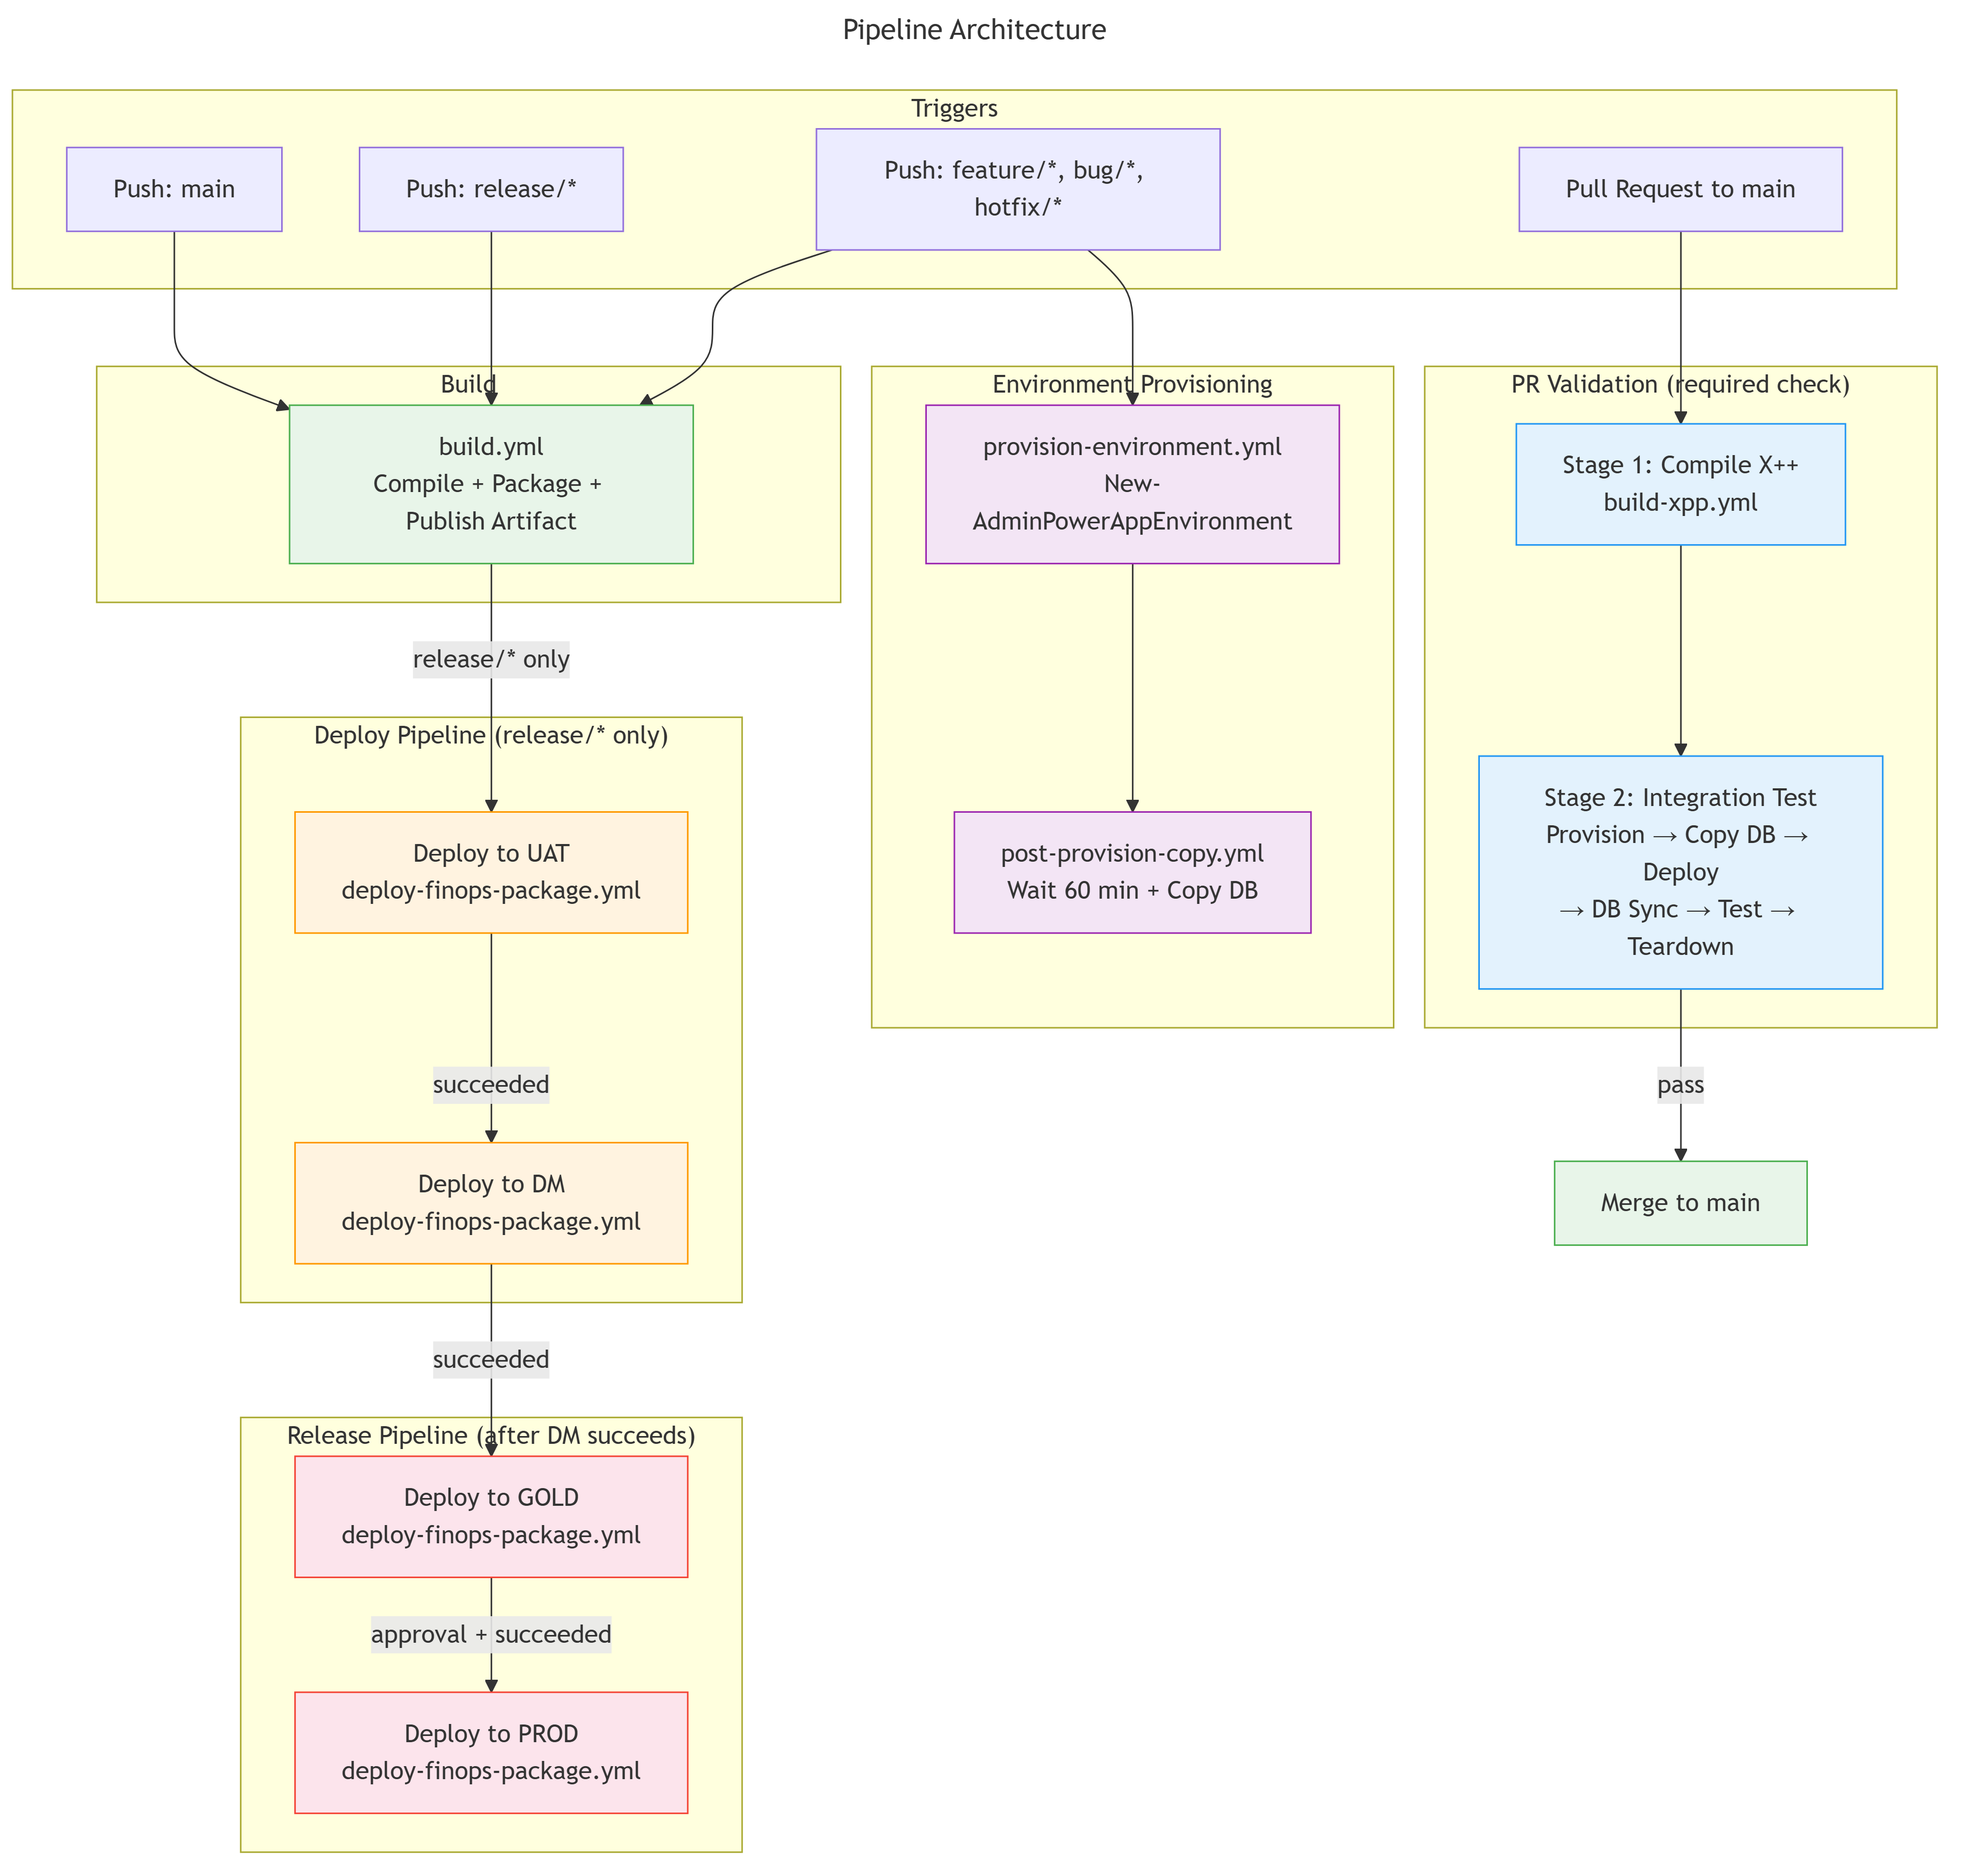 Pipeline Architecture
Triggers
Push: main
Push: release/*
Push: feature/*, bug/*,
hotfix/*
Pull Request to main
Build
build.yml
Compile + Package +
Publish Artifact
Environment Provisioning
provision-environment.yml
New-
AdminPowerAppEnvironment
PR Validation (required check)
Stage 1: Compile X++
build-xpp.yml
release/* only
Deploy Pipeline (release/* only)
Deploy to UAT
deploy-finops-package.yml
post-provision-copy.yml
Wait 60 min + Copy DB
Stage 2: Integration Test
Provision → Copy DB →
Deploy
→ DB Sync → Test →
Teardown
succeeded
pass
Deploy to DM
deploy-finops-package.yml
Merge to main
succeeded
Release Pipeline (after DM succeeds)
Deploy to GOLD
deploy-finops-package.yml
approval + succeeded
Deploy to PROD
deploy-finops-package.yml